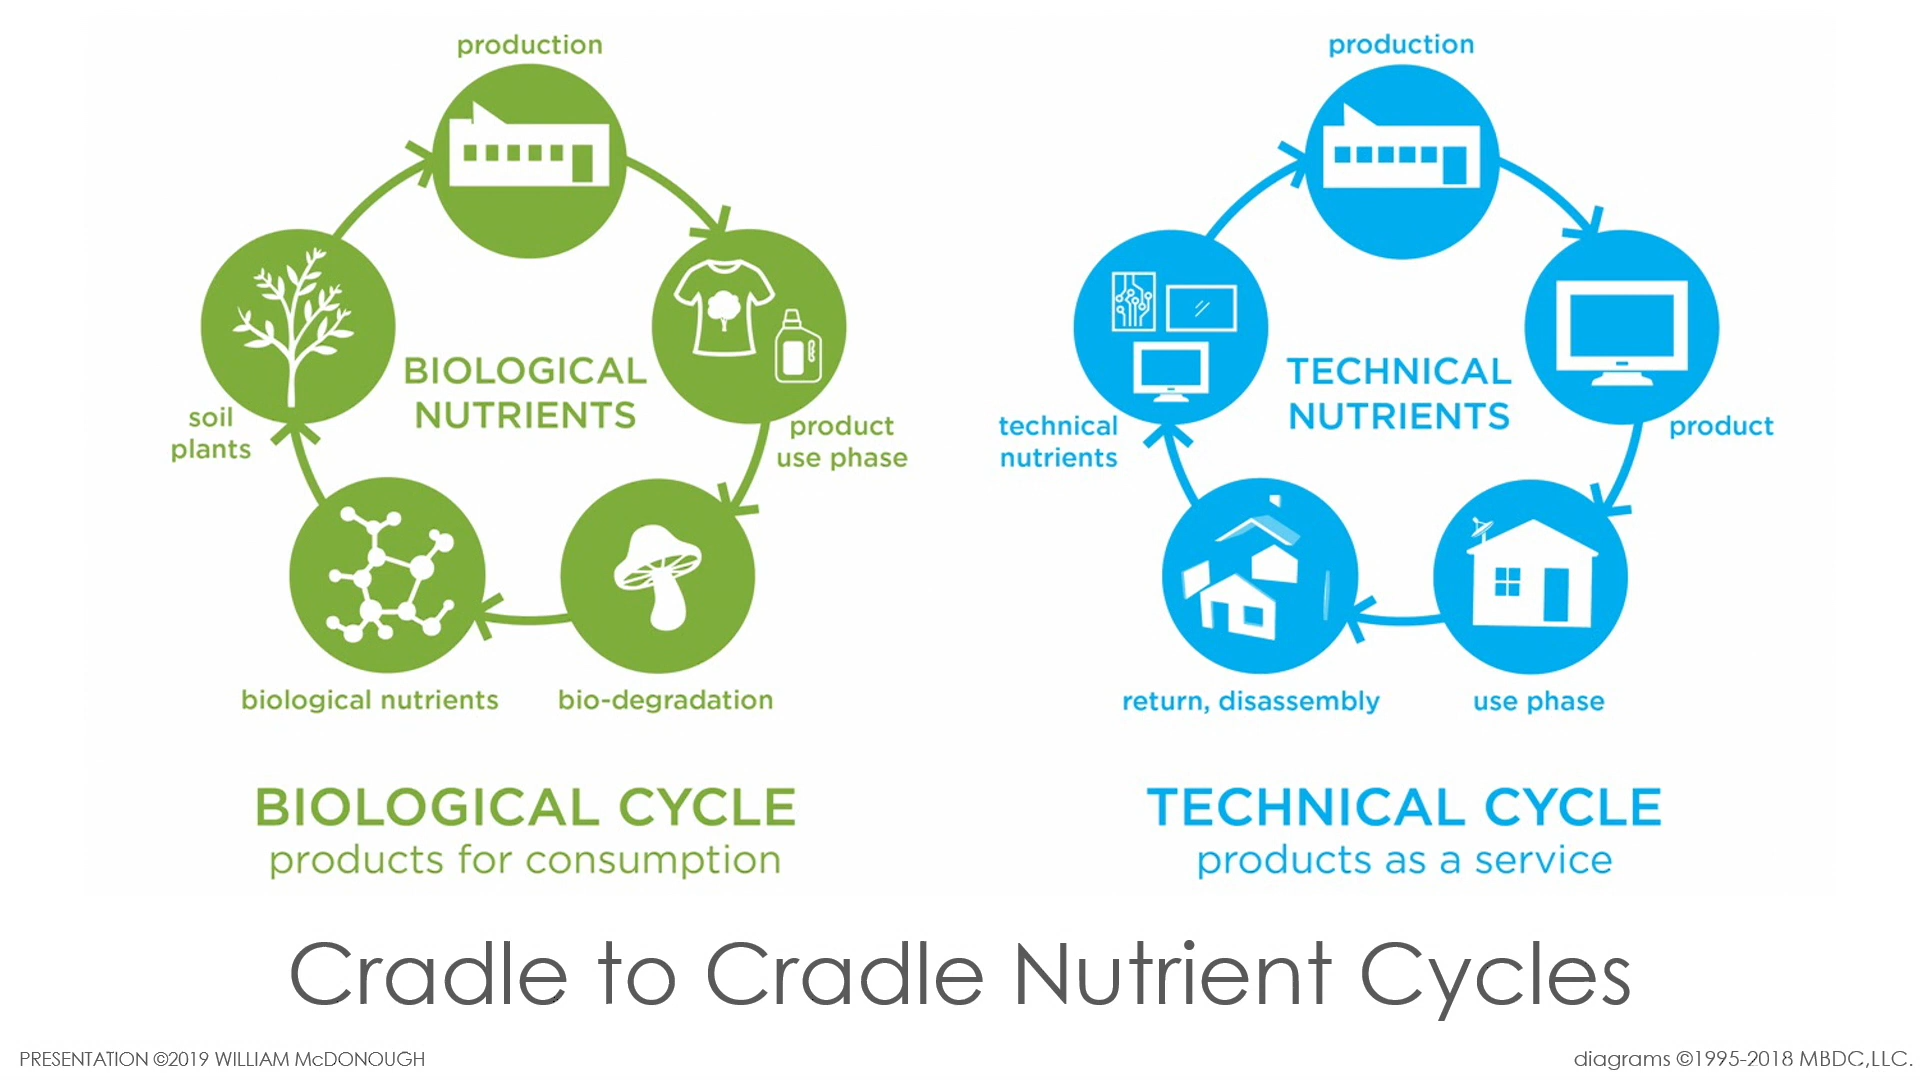 production
BIOLOGICAL
NUTRIENTS
soil
plants
product
use phase
biological nutrients
bio-degradation
BIOLOGICAL CYCLE
products for consumption
production
TECHNICAL
NUTRIENTS
technical
nutrients
product
return, disassembly
use phase
TECHNICAL CYCLE
products as a service
Cradle to Cradle Nutrient Cycles
PRESENTATION ©2019 WILLIAM McDONOUGH
diagrams ©1995-2018 MBDC,LLC.